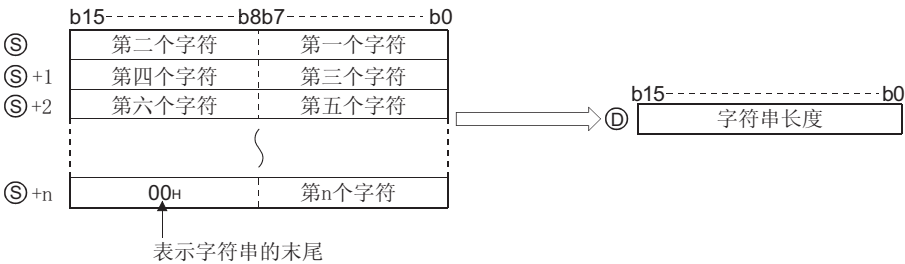 b15 b8b7 b0
Ⓢ 第二个字符 第一个字符
Ⓢ+1 第四个字符 第三个字符
Ⓢ+2 第六个字符 第五个字符
b15 b0
Ⓓ 字符串长度
Ⓢ+n 00H 第n个字符
表示字符串的末尾